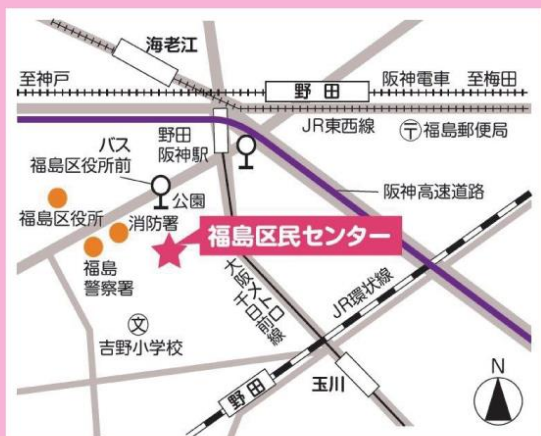 海老江
至神戸
野田
阪神電車
至梅田
JR東西線
〒福島郵便局
野田
阪神駅
バス
福島区役所前
公園
阪神高速道路
福島区役所
消防署
福島区民センター
福島
警察署
大阪メトロ
千日前線
JR環状線
文
吉野小学校
野田
玉川
N